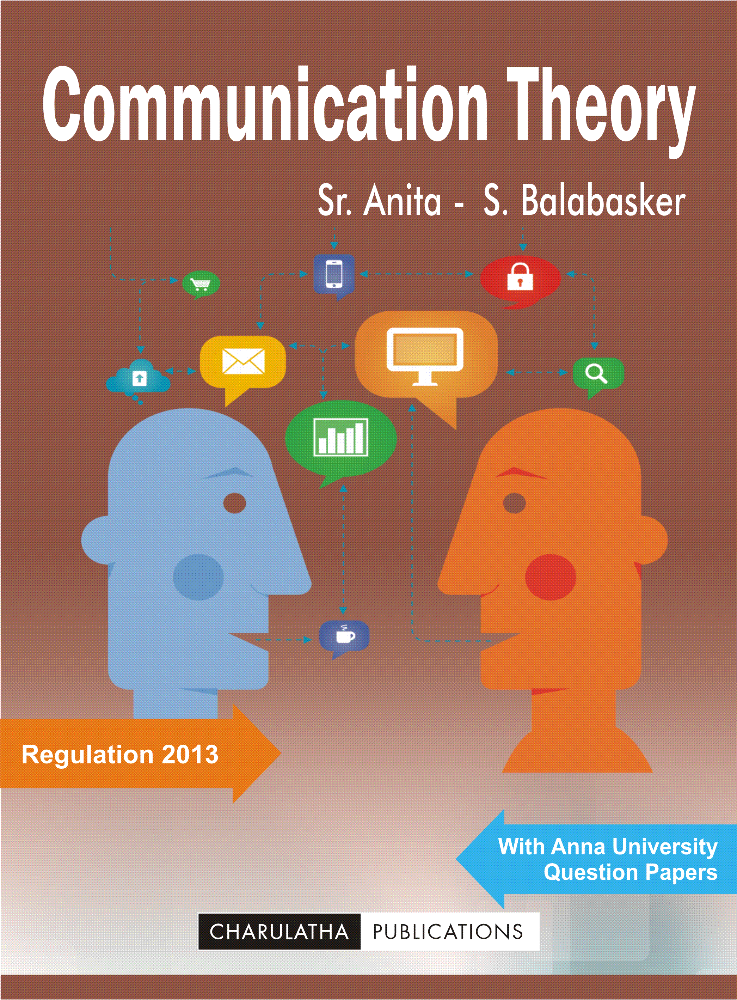 Communication Theory
Sr. Anita - S. Balabasker
Regulation 2013
With Anna University
Question Papers
CHARULATHA PUBLICATIONS